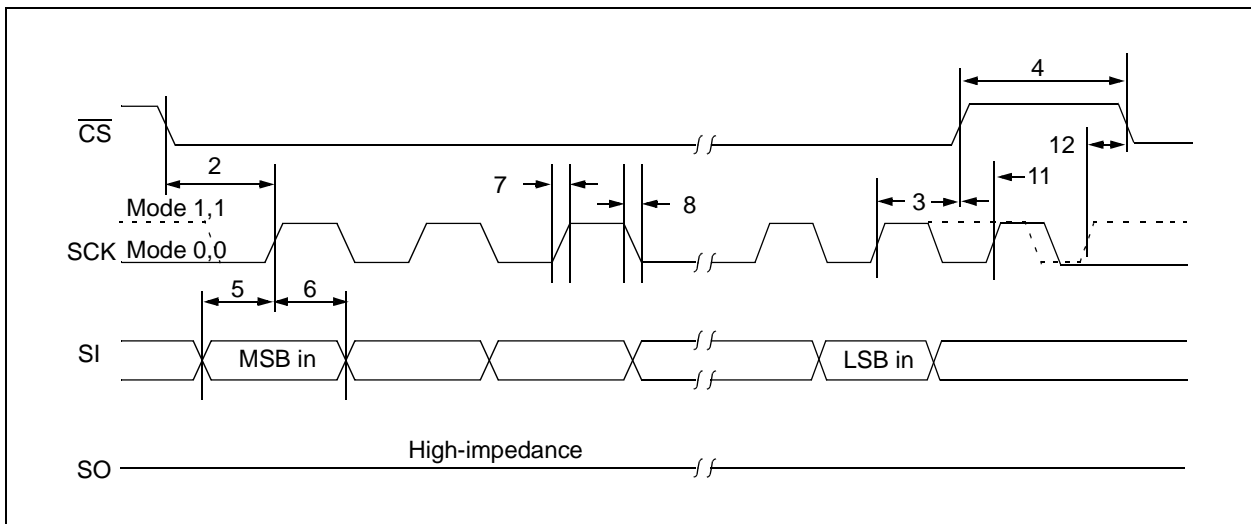 4
CS
12
2
7
8
3
11
Mode 1,1
SCK Mode 0,0
5 6
SI MSB in LSB in
High-impedance
SO